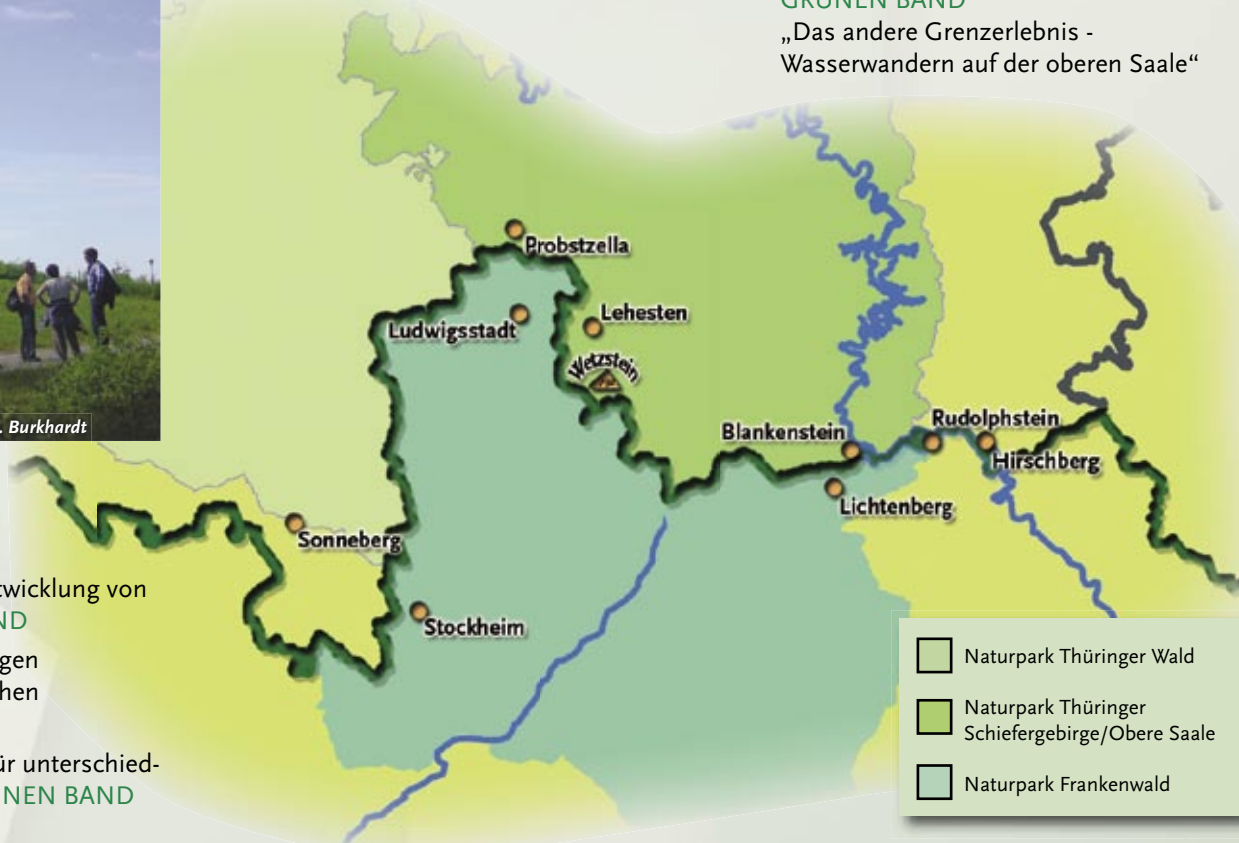 GRÜNEN BAND
„Das andere Grenzerlebnis -
Wasserwandern auf der oberen Saale“
. Burkhardt
Probstzella
Ludwigsstadt
Lehesten
Wetzstein
Blankenstein
Rudolphstein
Hirschberg
Lichtenberg
Sonneberg
Stockheim
twicklung von
ND
gen
hen
ür unterschied-
NEN BAND
Naturpark Thüringer Wald
Naturpark Thüringer
Schiefergebirge/Obere Saale
Naturpark Frankenwald